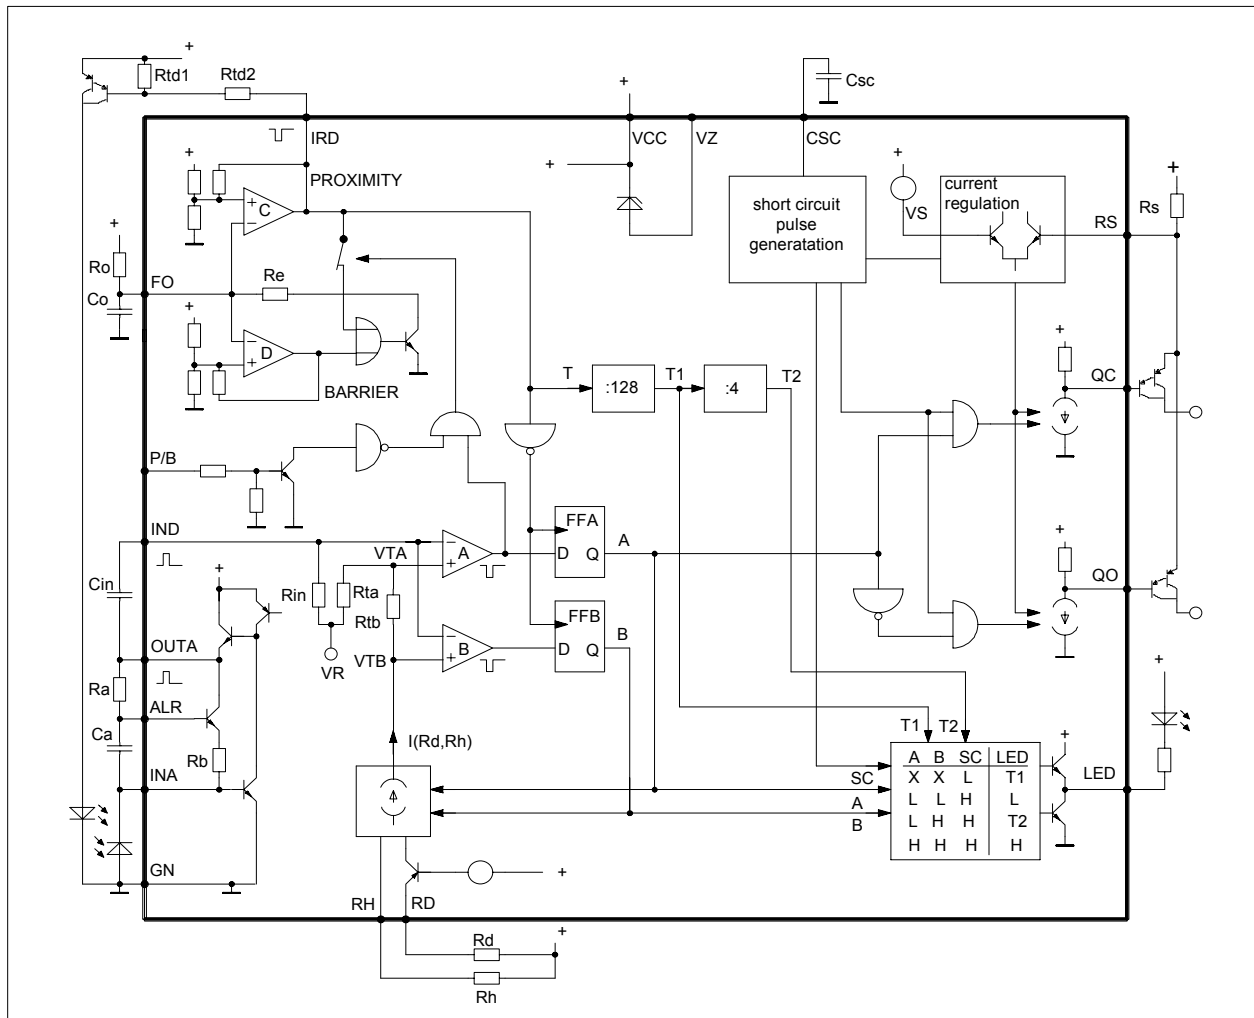 +
Rtd1
Rtd2
Csc
+
IRD
VCC
VZ
CSC
+
+
+
+
PROXIMITY
short circuit
pulse
generatation
current
regulation
VS
Rs
RS
+
C
–
+
Ro
FO
Re
Co
+
–
D
+
BARRIER
T
:128
T1
:4
T2
+
QC
P/B
IND
FFA
D
Q
A
VTA
–
A
+
+
QO
Cin
+
Rin
Rta
Rtb
FFB
D
Q
B
–
B
+
OUTA
VR
VTB
Ra
ALR
+
Ca
I(Rd,Rh)
T1
T2
+
Rb
A B SC LED
X X L T1
L L H L
L H H T2
H H H
SC
A
B
LED
INA
GN
+
RH
RD
Rd
+
Rh